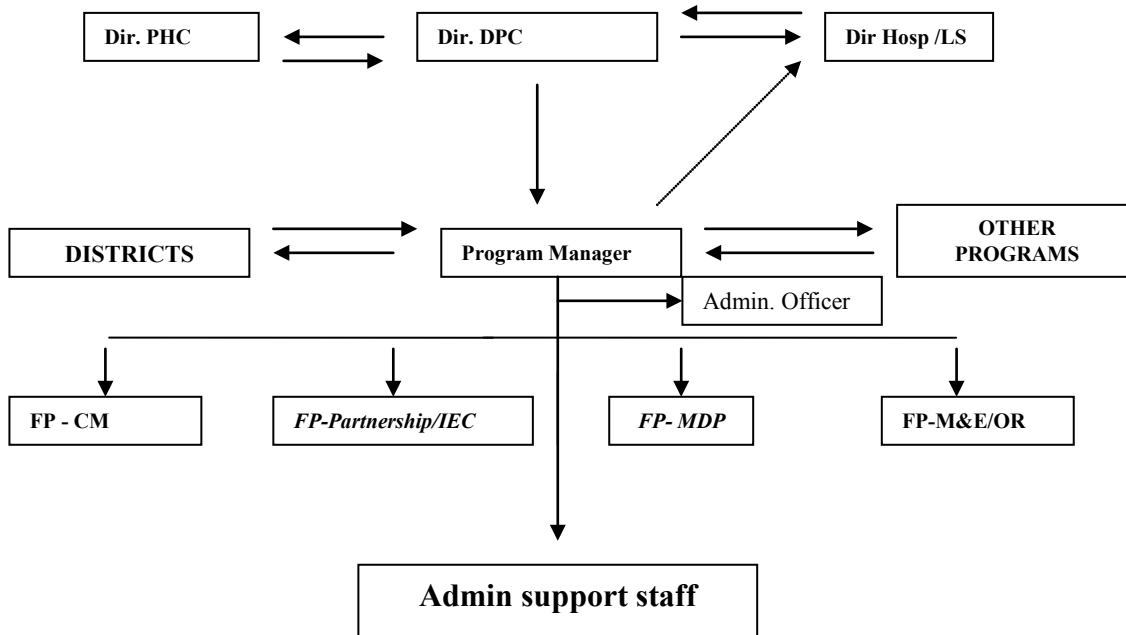 Dir. PHC
Dir. DPC
Dir Hosp /LS
DISTRICTS
Program Manager
OTHER
PROGRAMS
Admin. Officer
FP - CM
FP-Partnership/IEC
FP- MDP
FP-M&E/OR
Admin support staff